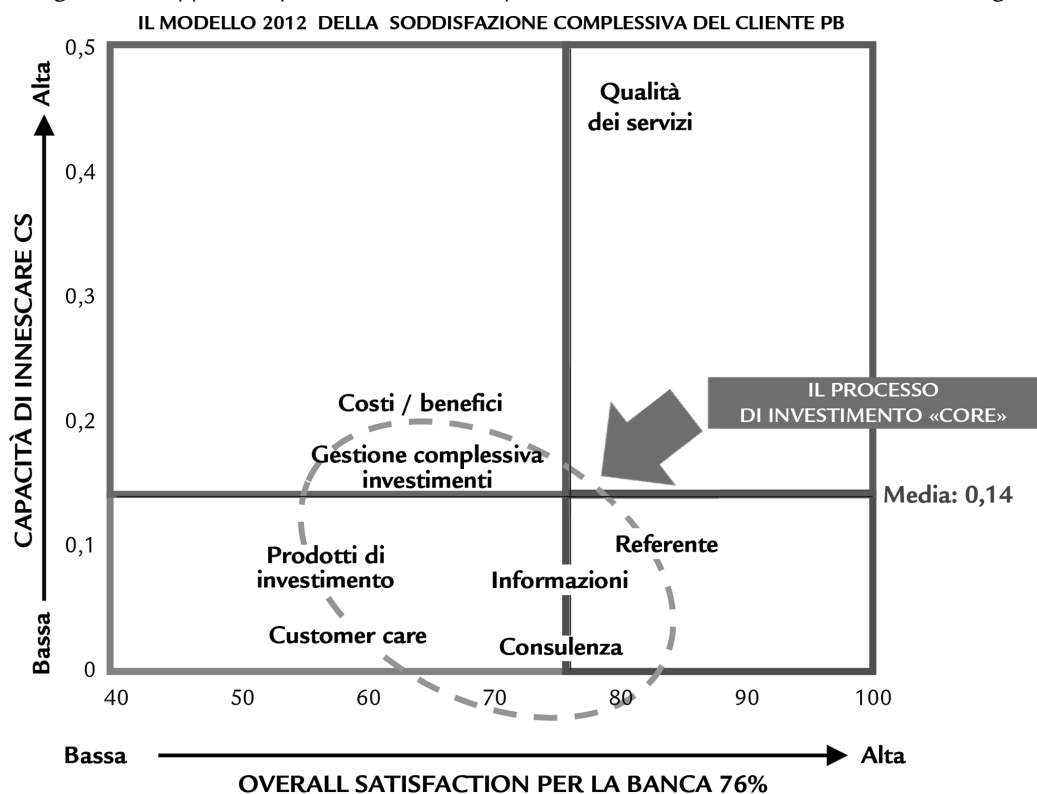 IL MODELLO 2012 DELLA SODDISFAZIONE COMPLESSIVA DEL CLIENTE PB
0,5
Alta
Qualità
dei servizi
0,4
CAPACITÀ DI INNESCARE CS
0,3
IL PROCESSO
DI INVESTIMENTO «CORE»
Costi / benefici
0,2
Gestione complessiva
investimenti
Media: 0,14
0,1
Referente
Prodotti di
investimento
Informazioni
Customer care
Consulenza
Bassa
0
40 50 60 70 80 90 100
Bassa Alta
OVERALL SATISFACTION PER LA BANCA 76%